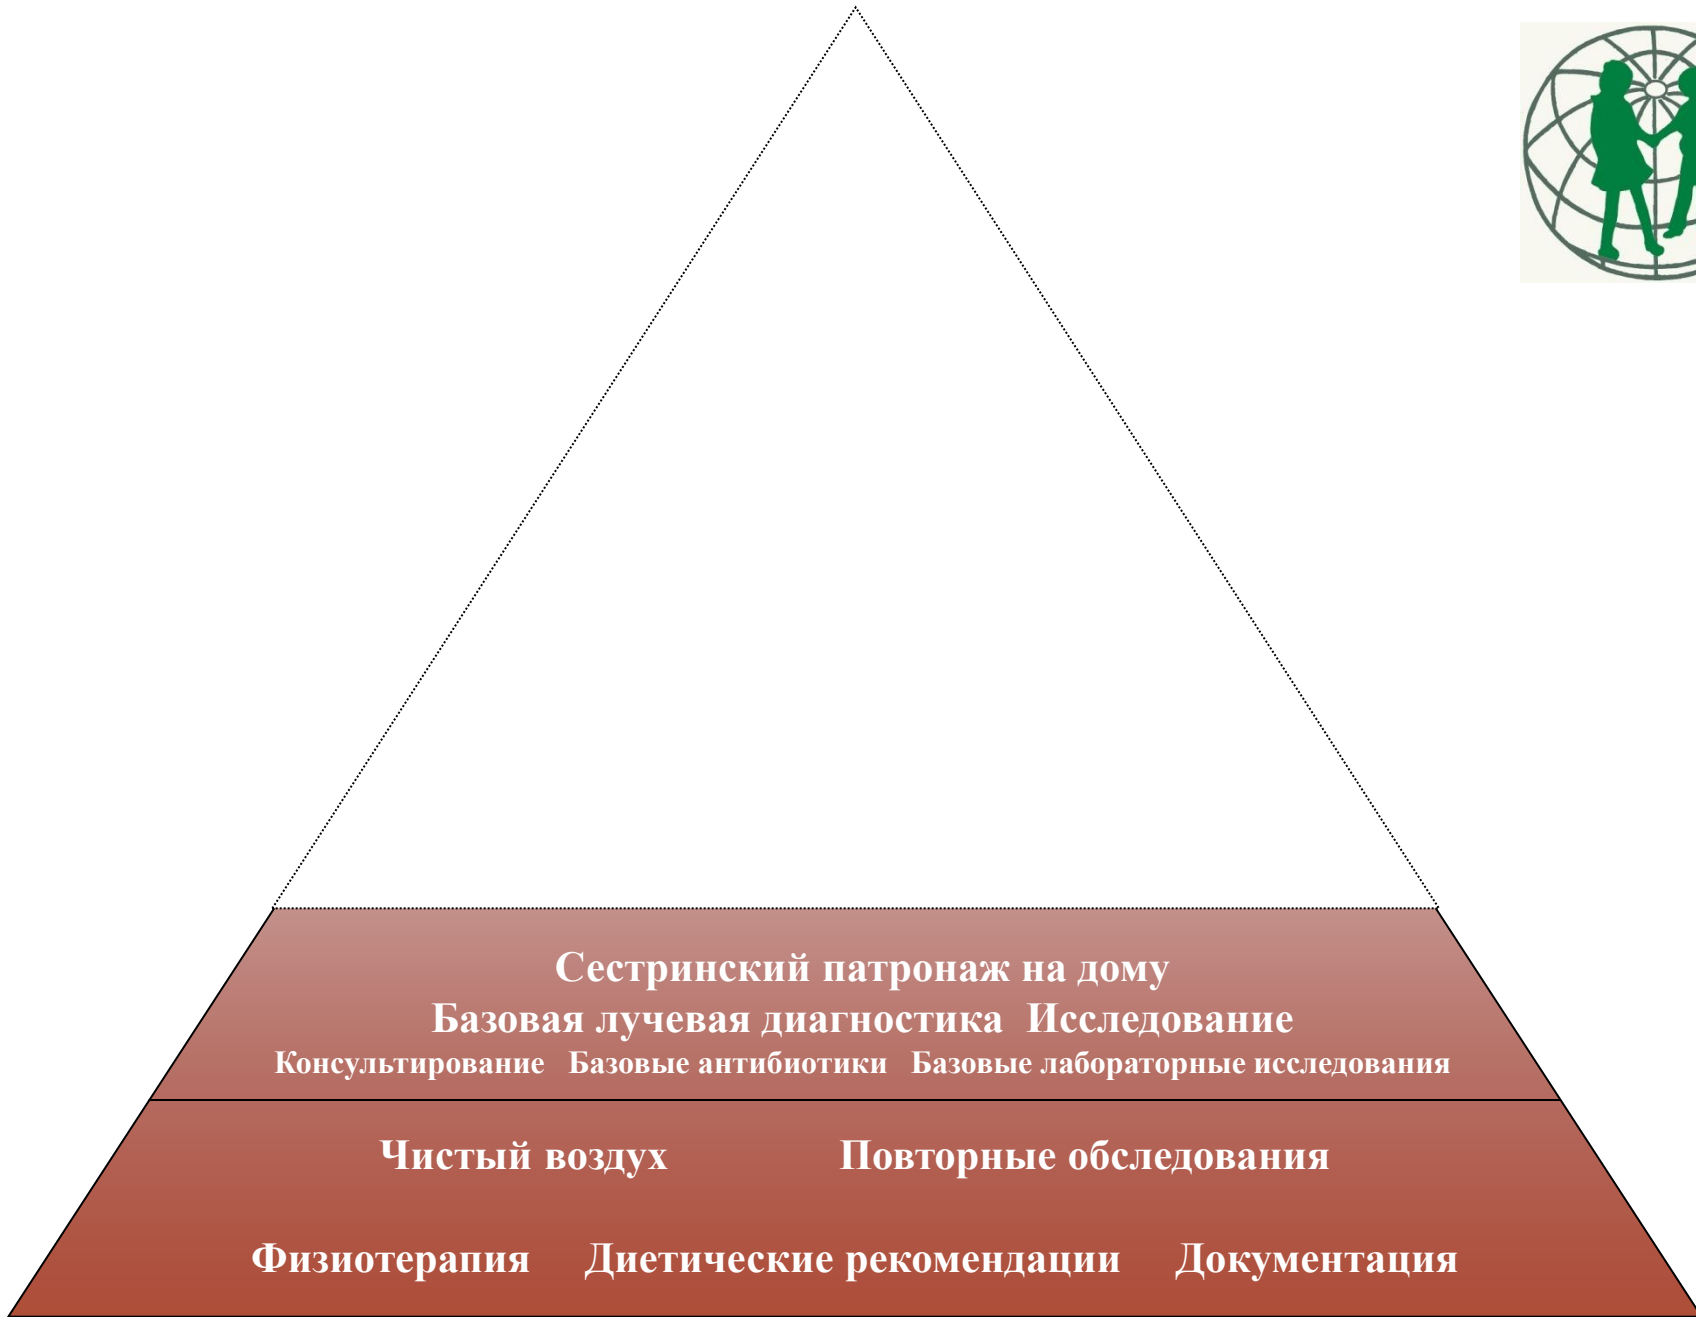 Сестринский патронаж на дому
Базовая лучевая диагностика Исследование
Консультирование Базовые антибиотики Базовые лабораторные исследования
Чистый воздух Повторные обследования
Физиотерапия Диетические рекомендации Документация